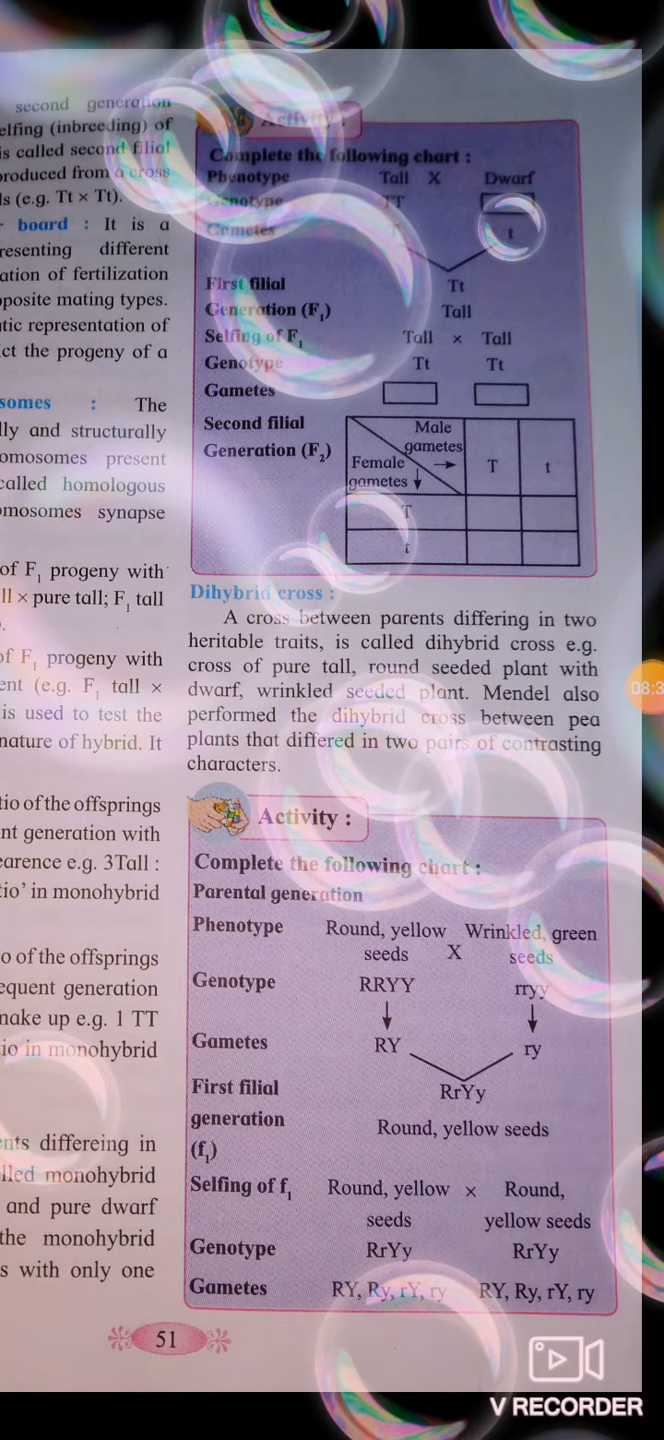 second generation
elfing (inbreeding) of
is called second filial
produced from a cross
ls (e.g. Tt × Tt).
board : It is a
resenting different
ation of fertilization
pposite mating types.
atic representation of
ict the progeny of a
somes : The
lly and structurally
omosomes present
called homologous
omosomes synapse
of F₁ progeny with
ll × pure tall; F₁ tall
of F₁ progeny with
ent (e.g. F₁ tall ×
is used to test the
nature of hybrid. It
tio of the offsprings
nt generation with
earence e.g. 3Tall :
tio' in monohybrid
o of the offsprings
equent generation
make up e.g. 1 TT
tio in monohybrid
ents differeing in
lled monohybrid
and pure dwarf
the monohybrid
s with only one
Activity :
Complete the following chart :
Phenotype Tall X Dwarf
Genotype TT
Gametes t
First filial Tt
Generation (F₁) Tall
Selfing of F₁ Tall × Tall
Genotype Tt Tt
Gametes
Second filial Male
Generation (F₂) gametes
Female T t
gametes
T
t
Dihybrid cross :
A cross between parents differing in two
heritable traits, is called dihybrid cross e.g.
cross of pure tall, round seeded plant with
dwarf, wrinkled seeded plant. Mendel also
performed the dihybrid cross between pea
plants that differed in two pairs of contrasting
characters.
Activity :
Complete the following chart :
Parental generation
Phenotype Round, yellow Wrinkled, green
seeds X seeds
Genotype RRYY rryy
Gametes RY ry
First filial RrYy
generation Round, yellow seeds
(f₁)
Selfing of f₁ Round, yellow × Round,
seeds yellow seeds
Genotype RrYy RrYy
Gametes RY, Ry, rY, ry RY, Ry, rY, ry
51
08:3
V RECORDER